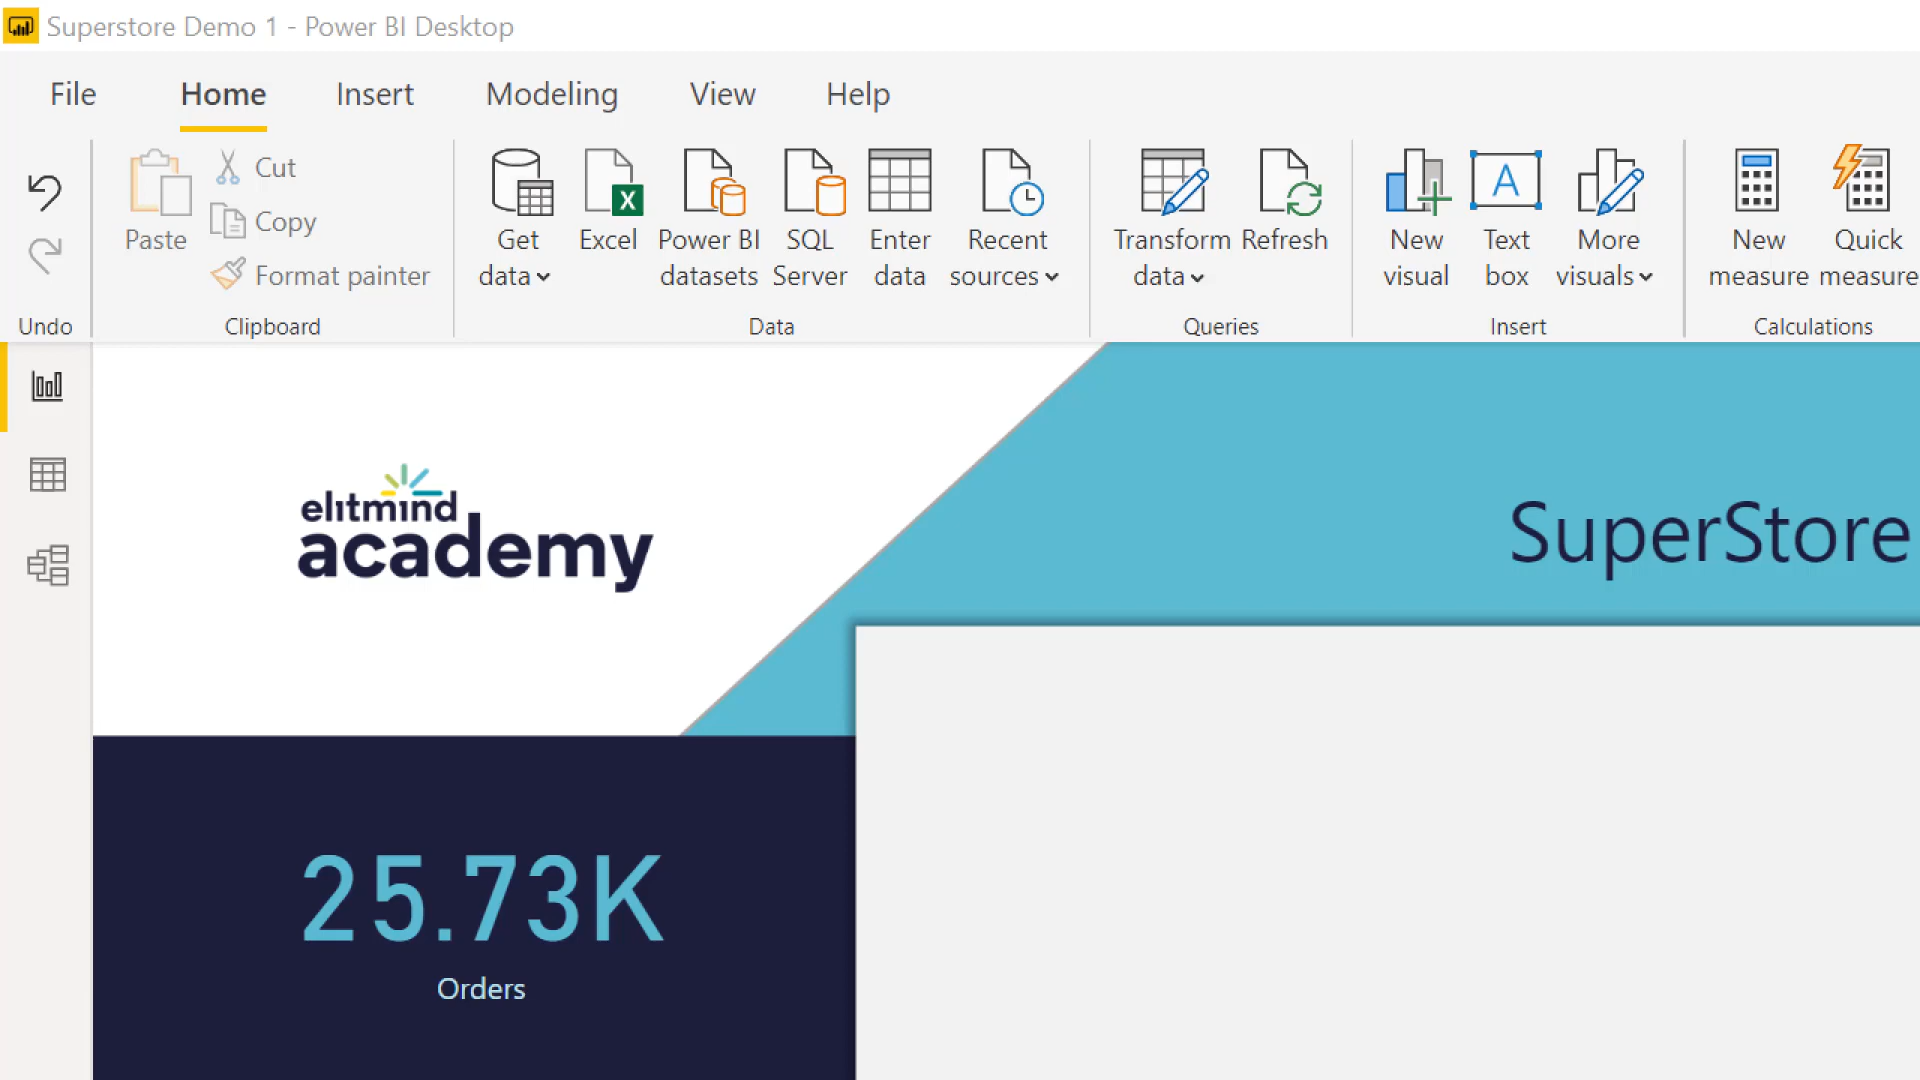 Superstore Demo 1 - Power BI Desktop
File Home Insert Modeling View Help
Paste
Cut
Copy
Format painter
Get data
Excel
X
Power BI datasets
SQL Server
Enter data
Recent sources
Transform data
Refresh
New visual
A
Text box
More visuals
New measure
Quick measure
Undo Clipboard Data Queries Insert Calculations
elitmind
academy
SuperStore
25.73K
Orders